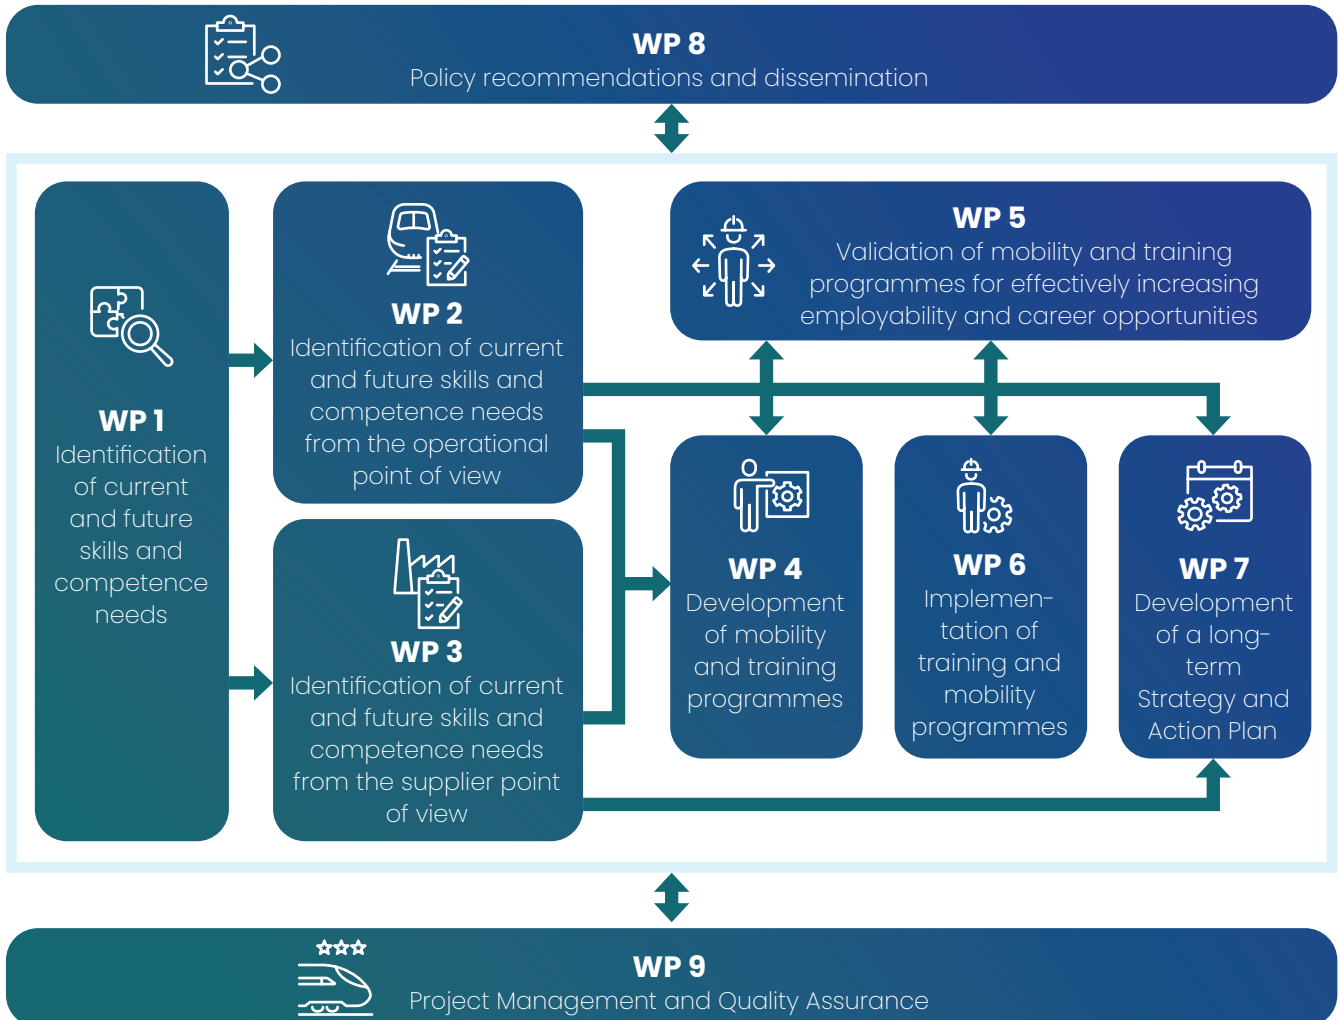 WP 8
Policy recommendations and dissemination
WP 1
Identification
of current
and future
skills and
competence
needs
WP 2
Identification of current
and future skills and
competence needs
from the operational
point of view
WP 3
Identification of current
and future skills and
competence needs
from the supplier point
of view
WP 5
Validation of mobility and training
programmes for effectively increasing
employability and career opportunities
WP 4
Development
of mobility
and training
programmes
WP 6
Implemen-
tation of
training and
mobility
programmes
WP 7
Development
of a long-
term
Strategy and
Action Plan
WP 9
Project Management and Quality Assurance